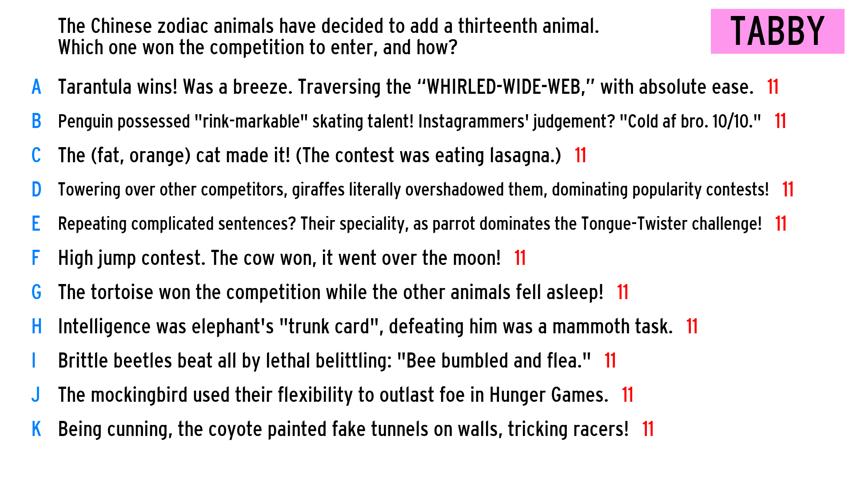 The Chinese zodiac animals have decided to add a thirteenth animal.
Which one won the competition to enter, and how?
TABBY
A Tarantula wins! Was a breeze. Traversing the “WHIRLED-WIDE-WEB,” with absolute ease. 11
B Penguin possessed "rink-markable" skating talent! Instagrammers' judgement? "Cold af bro. 10/10." 11
C The (fat, orange) cat made it! (The contest was eating lasagna.) 11
D Towering over other competitors, giraffes literally overshadowed them, dominating popularity contests! 11
E Repeating complicated sentences? Their speciality, as parrot dominates the Tongue-Twister challenge! 11
F High jump contest. The cow won, it went over the moon! 11
G The tortoise won the competition while the other animals fell asleep! 11
H Intelligence was elephant's "trunk card", defeating him was a mammoth task. 11
I Brittle beetles beat all by lethal belittling: "Bee bumbled and flea." 11
J The mockingbird used their flexibility to outlast foe in Hunger Games. 11
K Being cunning, the coyote painted fake tunnels on walls, tricking racers! 11